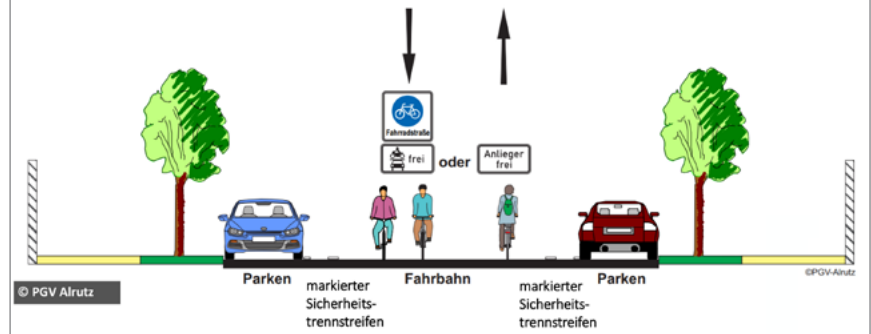 Fahrradstraße
frei
oder
Anlieger
frei
Parken
markierter
Sicherheits-
trennstreifen
Fahrbahn
markierter
Sicherheits-
trennstreifen
Parken
©PGV-Alrutz
© PGV Alrutz